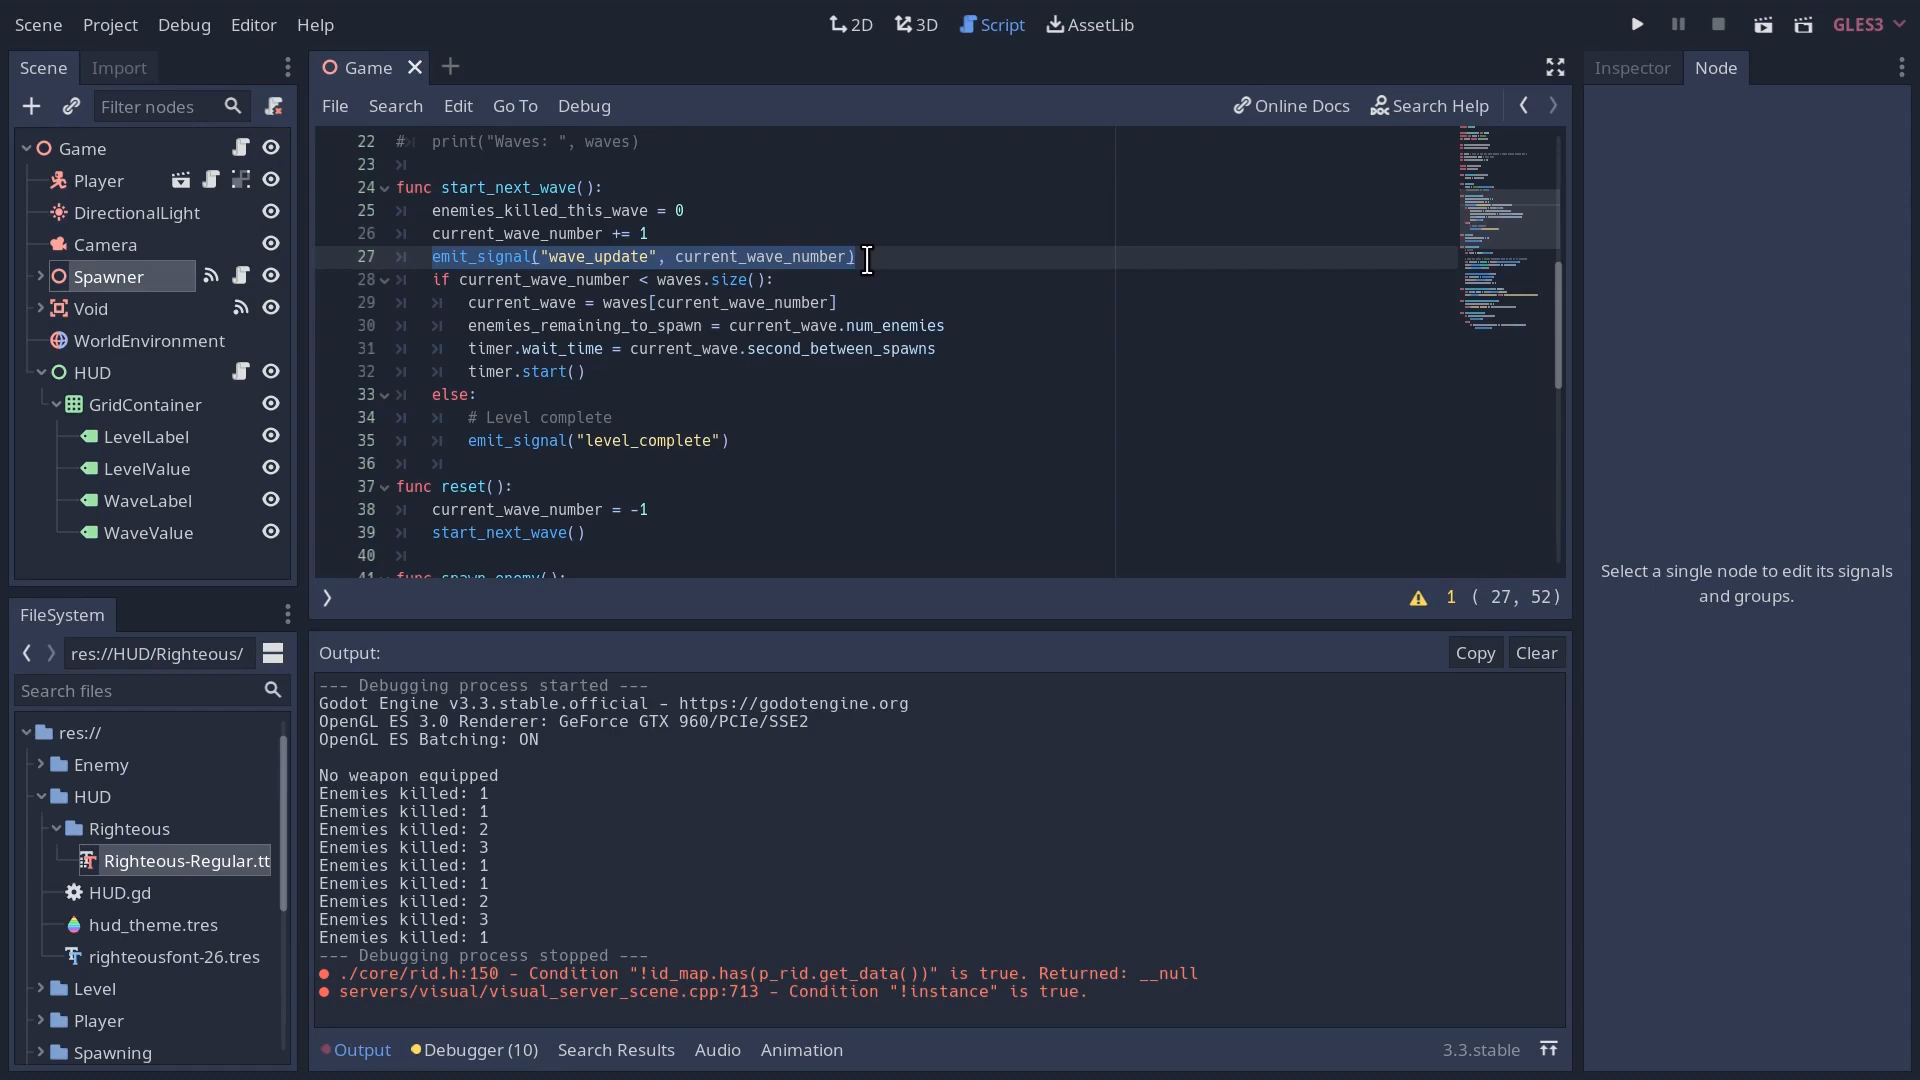 Scene Project Debug Editor Help
2D 3D Script AssetLib
GLES3
Scene Import
Filter nodes
Game
Player
DirectionalLight
Camera
Spawner
Void
WorldEnvironment
HUD
GridContainer
LevelLabel
LevelValue
WaveLabel
WaveValue
FileSystem
res://HUD/Righteous/
Search files
res://
Enemy
HUD
Righteous
Righteous-Regular.tt
HUD.gd
hud_theme.tres
righteousfont-26.tres
Level
Player
Spawning
Game
File Search Edit Go To Debug
Online Docs Search Help
22 # print("Waves: ", waves)
23
24 func start_next_wave():
25 enemies_killed_this_wave = 0
26 current_wave_number += 1
27 emit_signal("wave_update", current_wave_number)
28 if current_wave_number < waves.size():
29 current_wave = waves[current_wave_number]
30 enemies_remaining_to_spawn = current_wave.num_enemies
31 timer.wait_time = current_wave.second_between_spawns
32 timer.start()
33 else:
34 # Level complete
35 emit_signal("level_complete")
36
37 func reset():
38 current_wave_number = -1
39 start_next_wave()
40
41 func spawn_enemy():
1 ( 27, 52)
Output:
Copy Clear
--- Debugging process started ---
Godot Engine v3.3.stable.official - https://godotengine.org
OpenGL ES 3.0 Renderer: GeForce GTX 960/PCIe/SSE2
OpenGL ES Batching: ON
No weapon equipped
Enemies killed: 1
Enemies killed: 1
Enemies killed: 2
Enemies killed: 3
Enemies killed: 1
Enemies killed: 1
Enemies killed: 2
Enemies killed: 3
Enemies killed: 1
--- Debugging process stopped ---
./core/rid.h:150 - Condition "!id_map.has(p_rid.get_data())" is true. Returned: __null
servers/visual/visual_server_scene.cpp:713 - Condition "!instance" is true.
Output Debugger (10) Search Results Audio Animation
3.3.stable
Inspector Node
Select a single node to edit its signals
and groups.